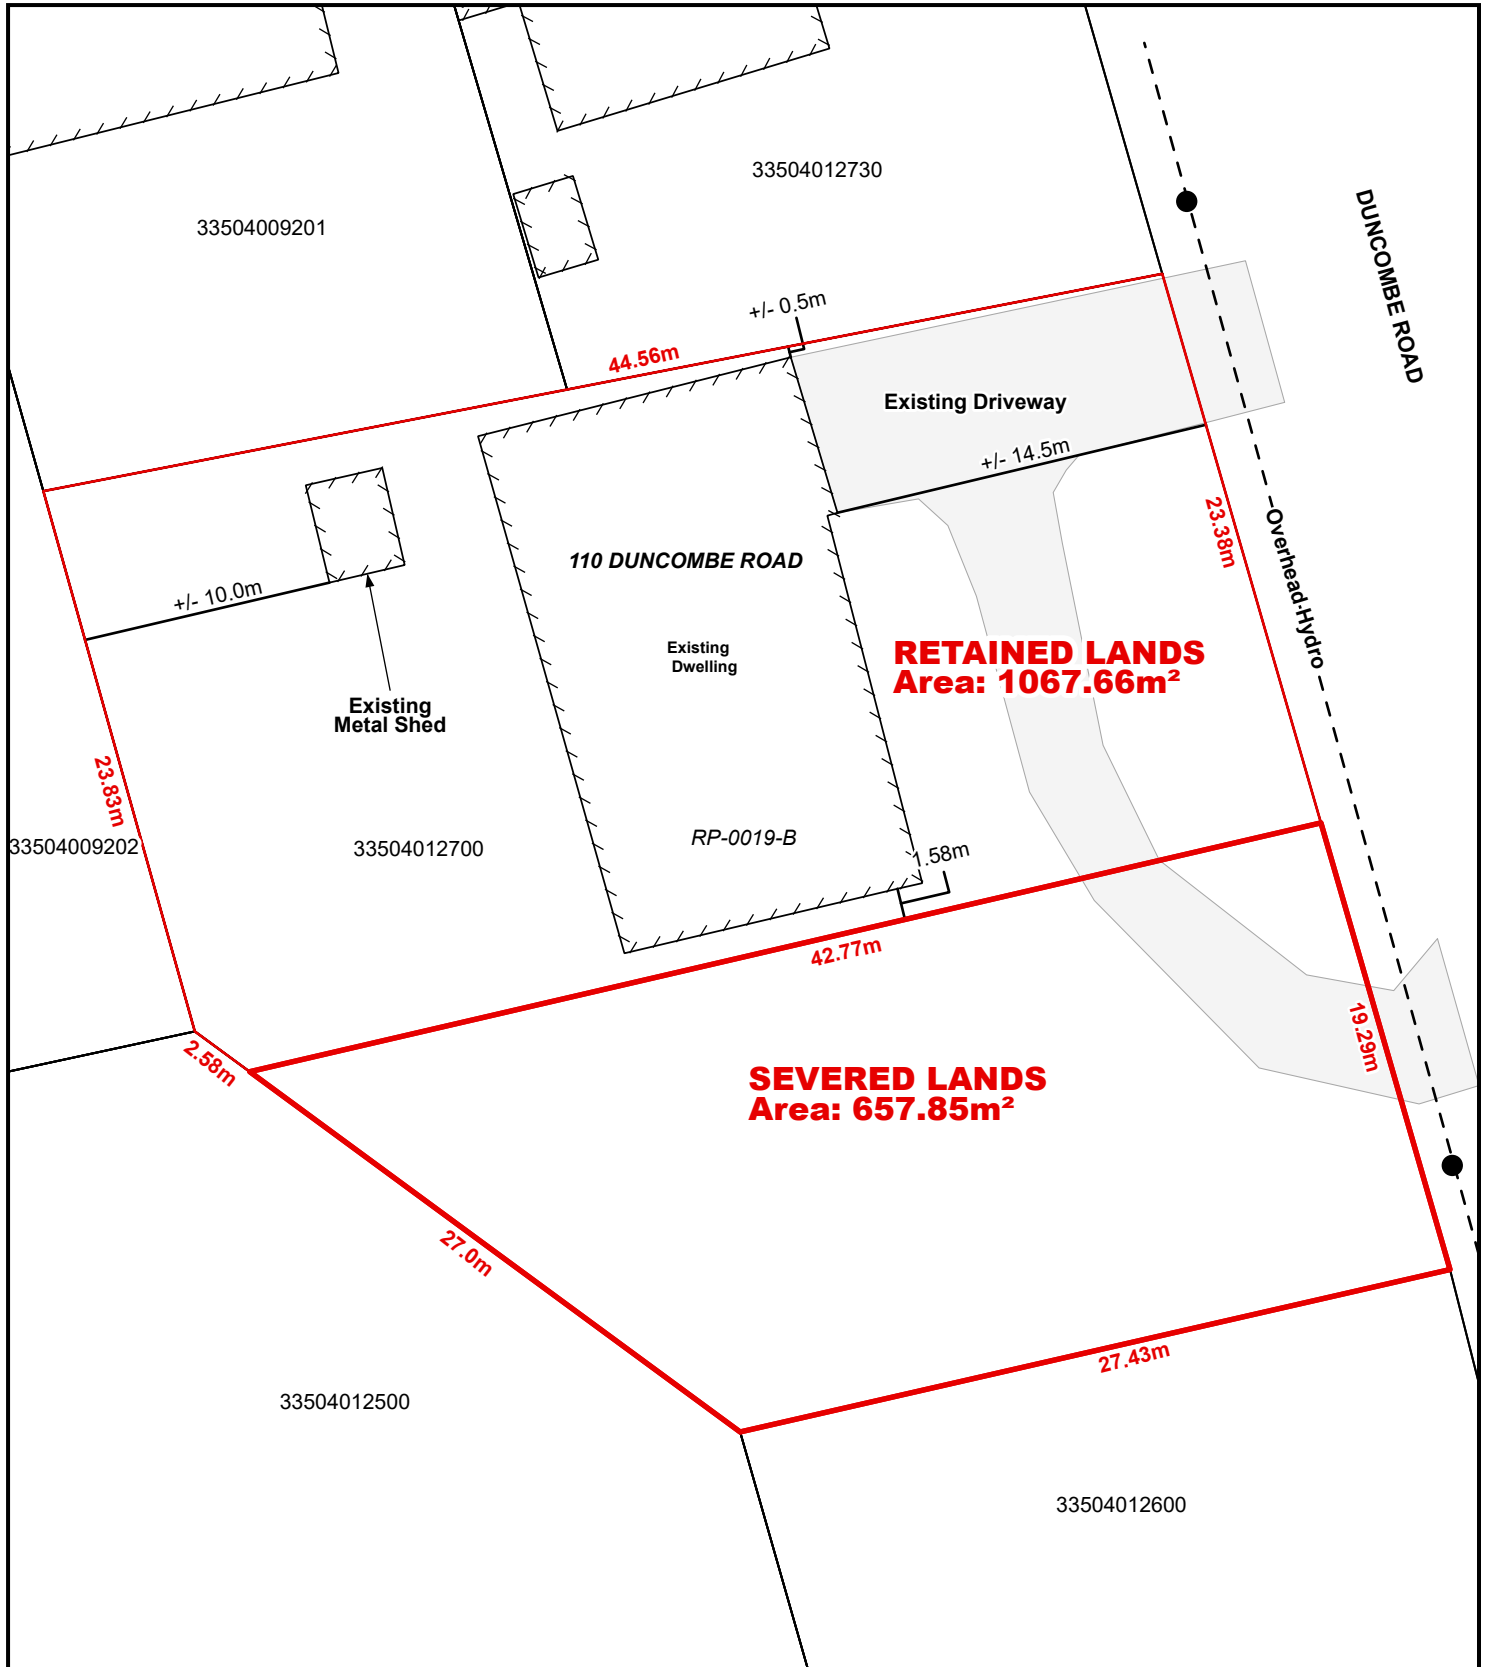 33504012730
33504009201
DUNCOMBE ROAD
+/- 0.5m
44.56m
Existing Driveway
+/- 14.5m
23.38m
Overhead Hydro
110 DUNCOMBE ROAD
+/- 10.0m
Existing
Dwelling
RETAINED LANDS
Area: 1067.66m²
Existing
Metal Shed
23.83m
33504009202
33504012700
RP-0019-B
1.58m
42.77m
19.29m
2.58m
SEVERED LANDS
Area: 657.85m²
27.0m
27.43m
33504012500
33504012600